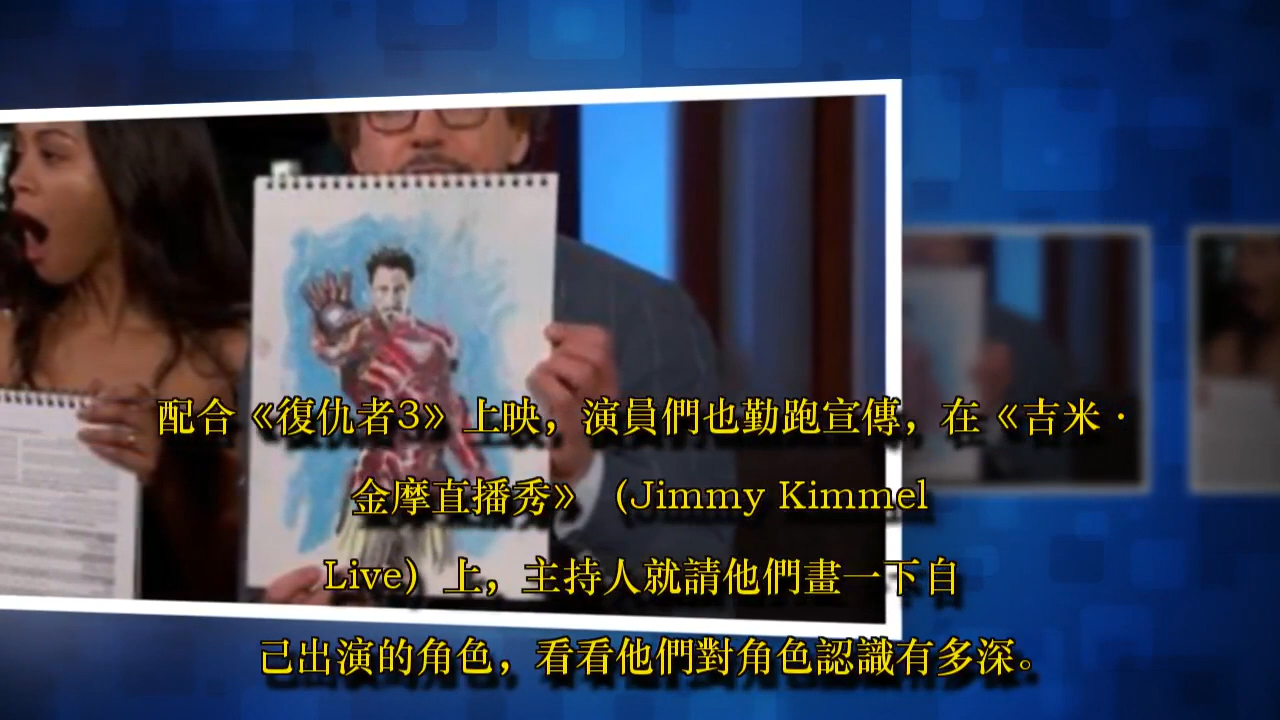 配合《復仇者3》上映，演員們也勤跑宣傳，在《吉米·
金摩直播秀》（Jimmy Kimmel
Live）上，主持人就請他們畫一下自
己出演的角色，看看他們對角色認識有多深。